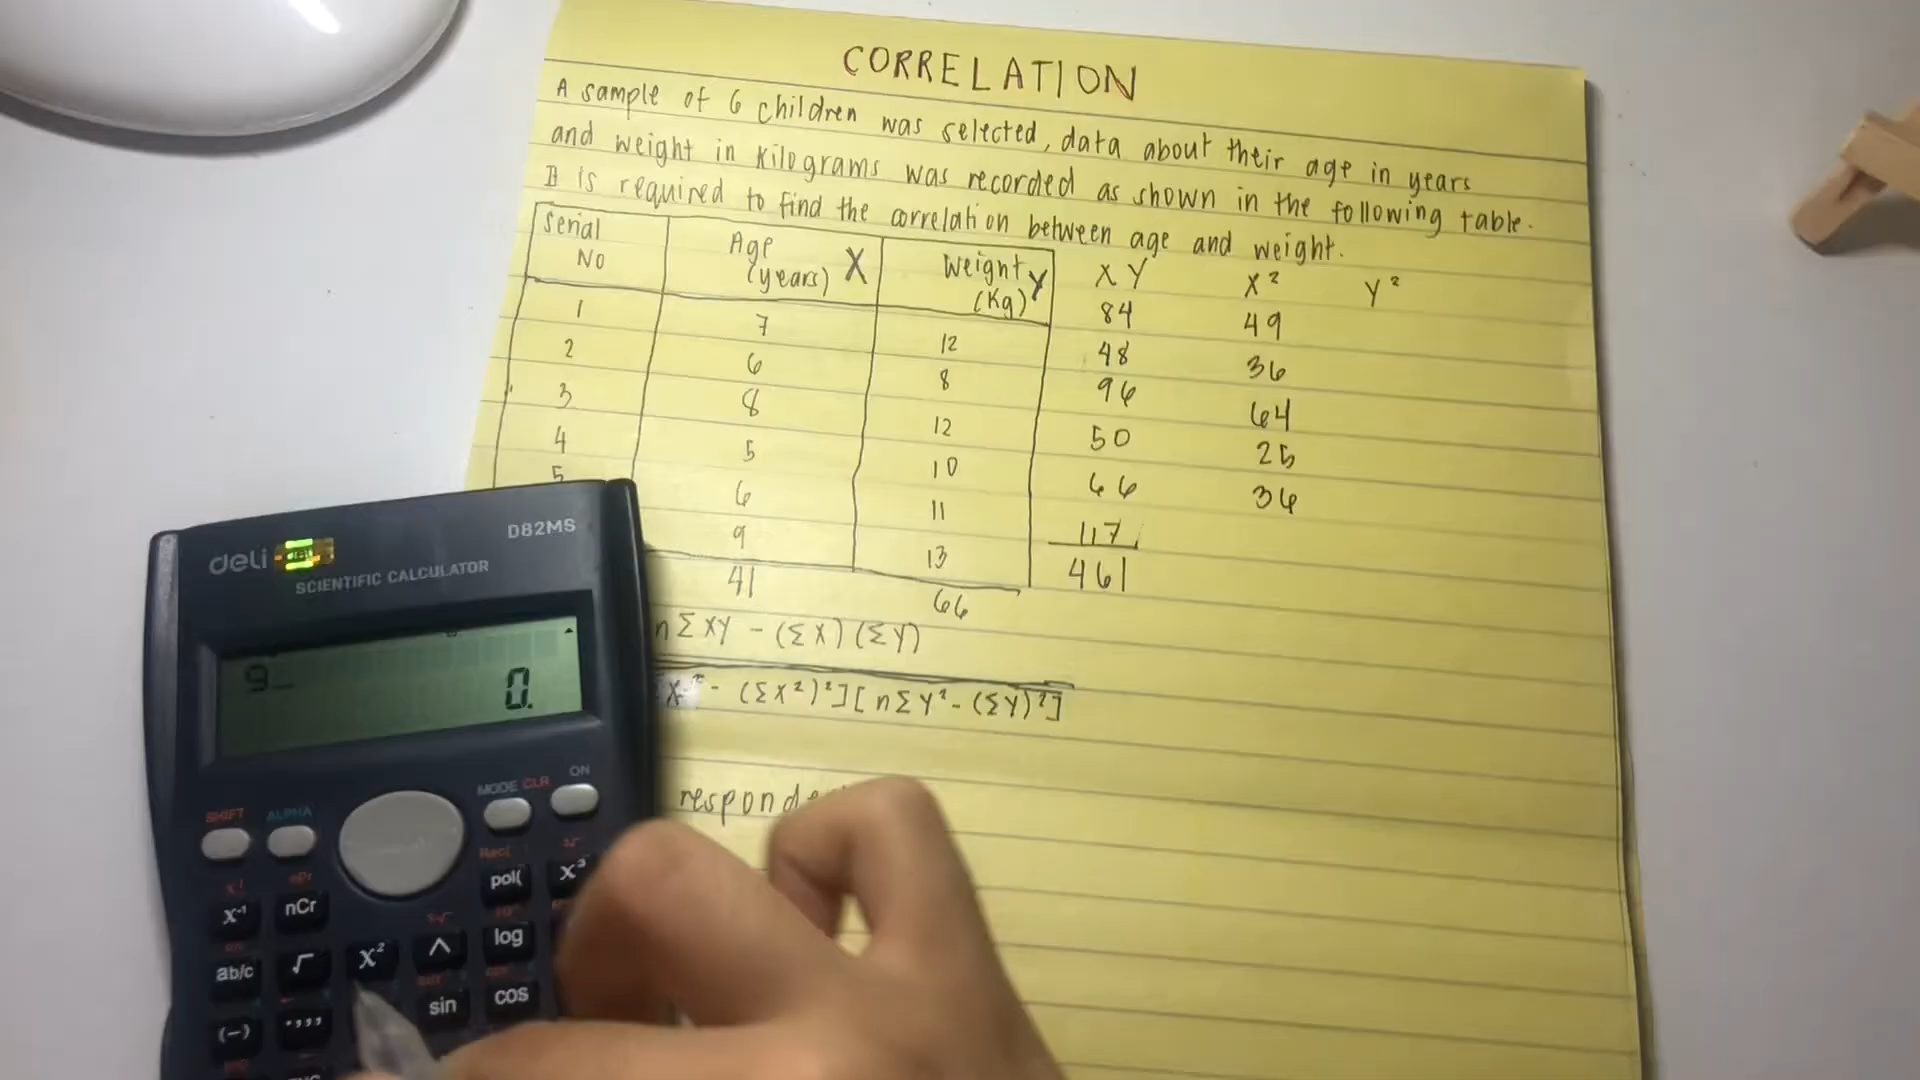 CORRELATION
A sample of 6 children was selected, data about their age in years
and weight in kilograms was recorded as shown in the following table.
It is required to find the correlation between age and weight.
Serial No Age (years) X Weight (Kg) Y XY X² Y²
1 7 12 84 49
2 6 8 48 36
3 8 12 96 64
4 5 10 50 25
5 6 11 66 36
9 13 117
41 66 461
n Σ XY - (ΣX) (ΣY)
X² - (ΣX²)²] [n ΣY² - (ΣY)²]
deli D82MS
SCIENTIFIC CALCULATOR
9
0.
MODE CLR ON
SHIFT ALPHA
Rec(
X⁻¹ nCr pol( X³
ab/c √ X² ^ log
(-) °,,, sin cos